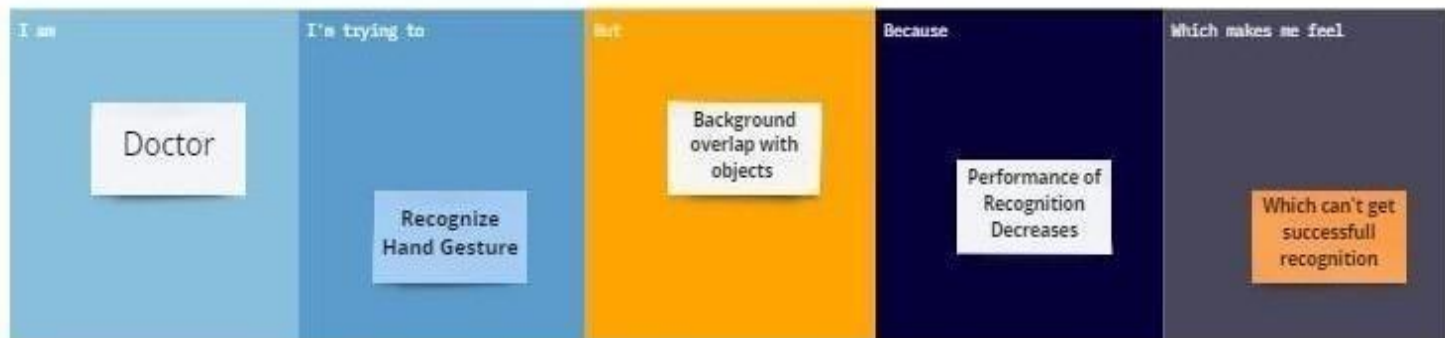 I am
Doctor
I'm trying to
Recognize
Hand Gesture
But
Background
overlap with
objects
Because
Performance of
Recognition
Decreases
Which makes me feel
Which can't get
successfull
recognition